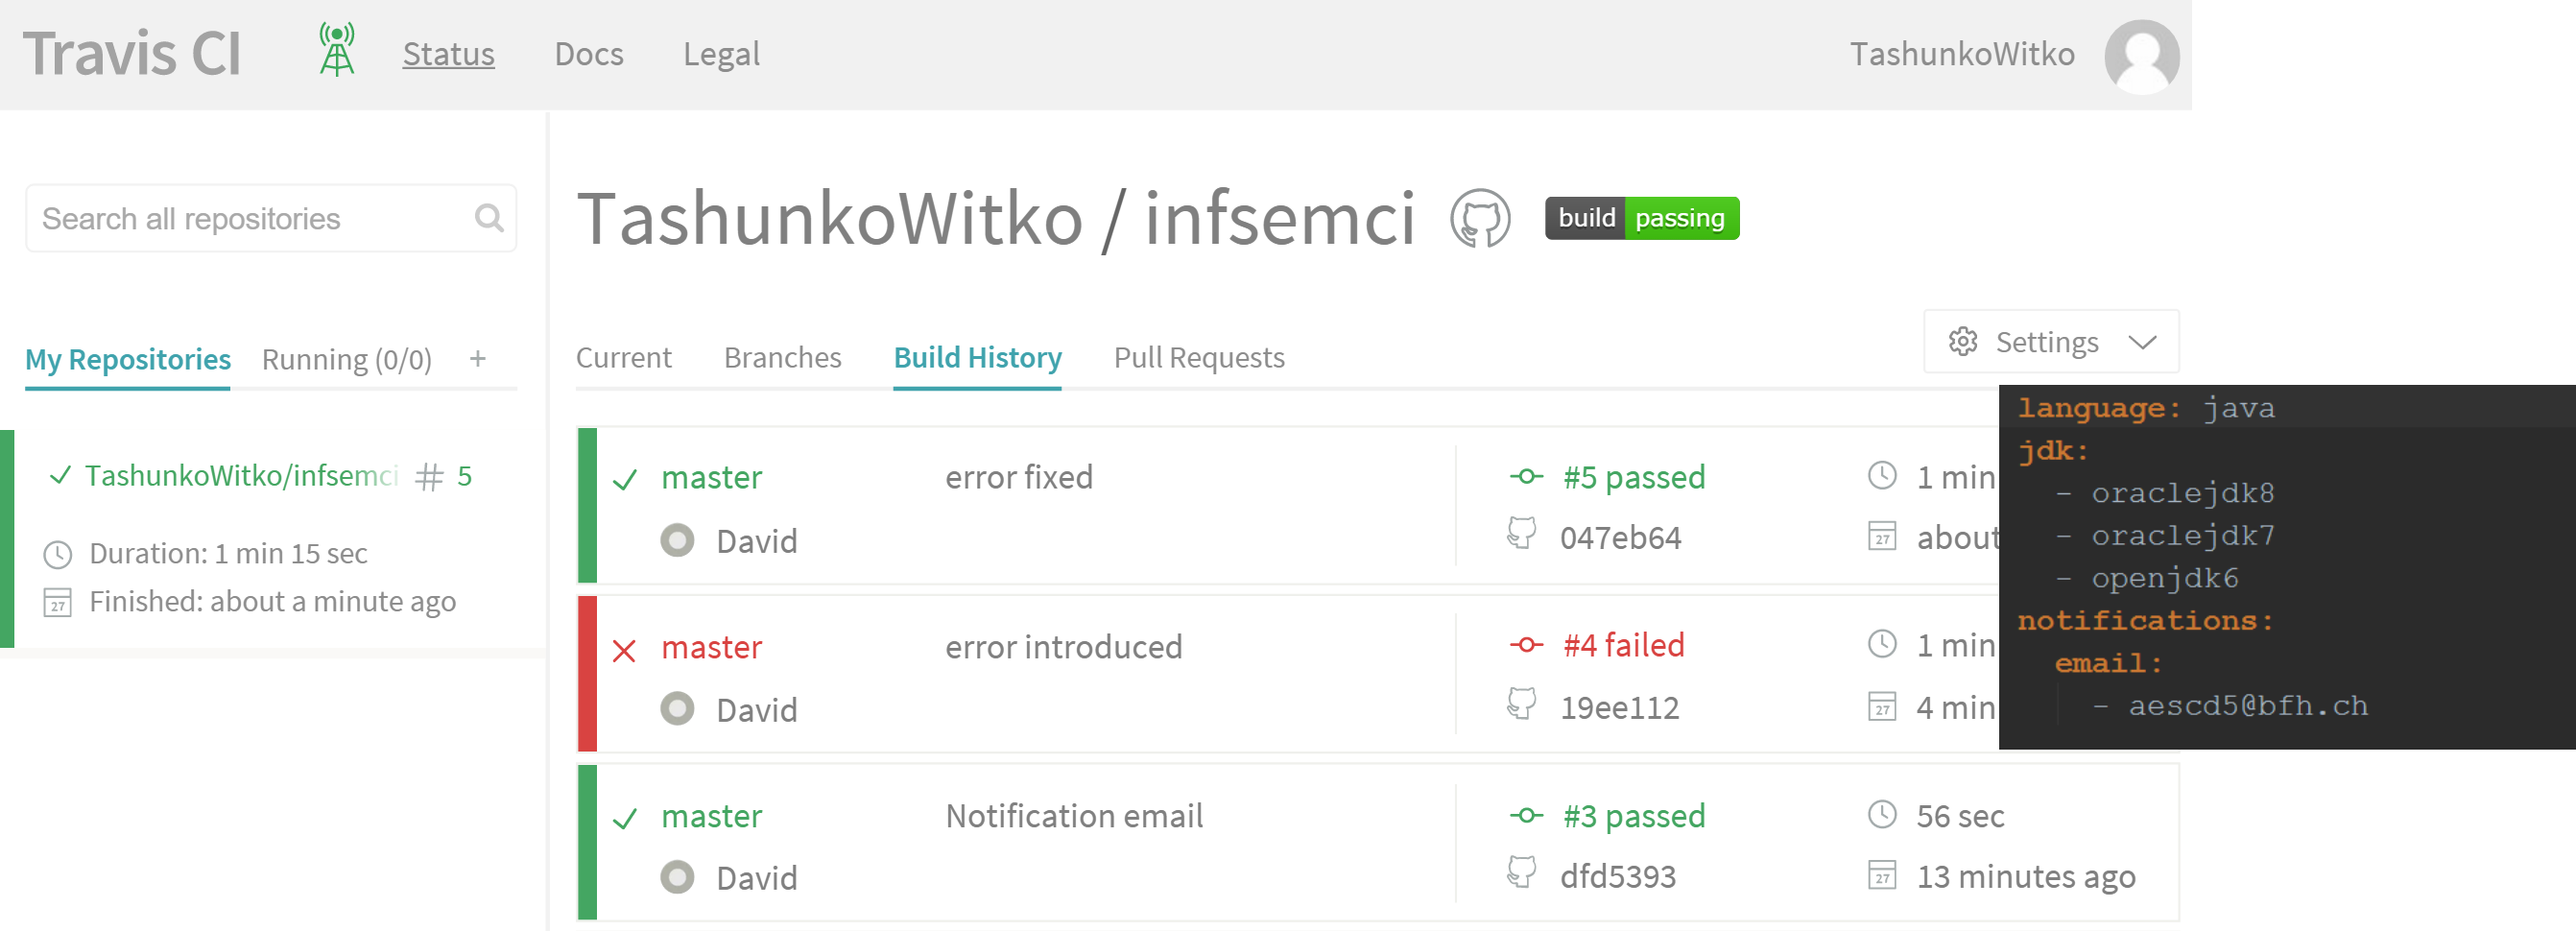 Travis CI Status Docs Legal TashunkoWitko
Search all repositories
My Repositories Running (0/0) +
TashunkoWitko/infsemci # 5
Duration: 1 min 15 sec
27 Finished: about a minute ago
TashunkoWitko / infsemci build passing
Current Branches Build History Pull Requests
Settings
master error fixed #5 passed 1 min
David 047eb64 27 about
master error introduced #4 failed 1 min
David 19ee112 27 4 min
master Notification email #3 passed 56 sec
David dfd5393 27 13 minutes ago
language: java
jdk:
- oraclejdk8
- oraclejdk7
- openjdk6
notifications:
email:
- aescd5@bfh.ch